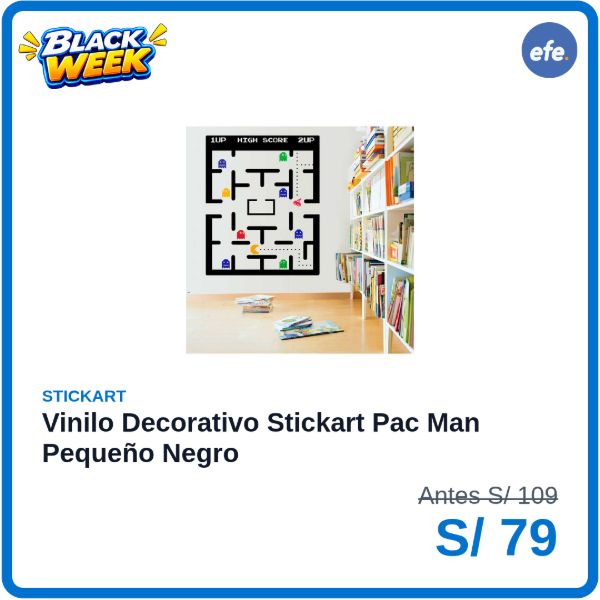 BLACK
WEEK
efe.
1UP HIGH SCORE 2UP
STICKART
Vinilo Decorativo Stickart Pac Man
Pequeño Negro
Antes S/ 109
S/ 79